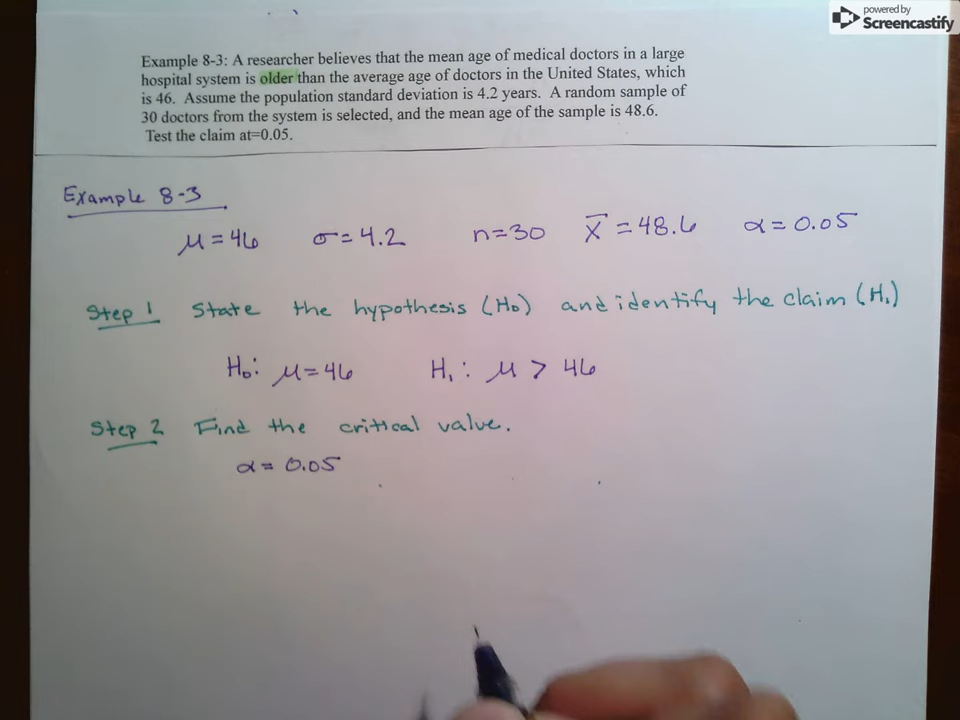 powered by
Screencastify
Example 8-3: A researcher believes that the mean age of medical doctors in a large
hospital system is older than the average age of doctors in the United States, which
is 46. Assume the population standard deviation is 4.2 years. A random sample of
30 doctors from the system is selected, and the mean age of the sample is 48.6.
Test the claim at=0.05.
Example 8-3
μ = 46 σ = 4.2 n=30 X̄ = 48.6 α = 0.05
Step 1 State the hypothesis (H₀) and identify the claim (H₁)
H₀: μ = 46 H₁: μ > 46
Step 2 Find the critical value.
α = 0.05